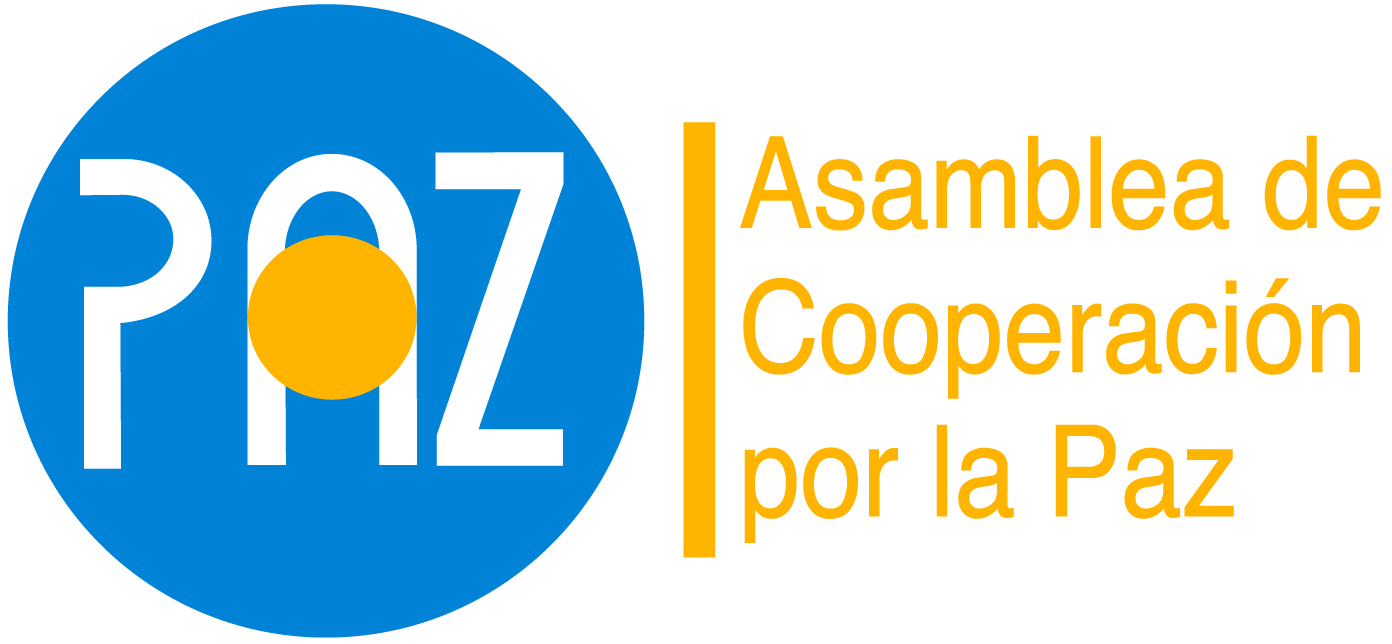 PAZ
Asamblea de
Cooperación
por la Paz